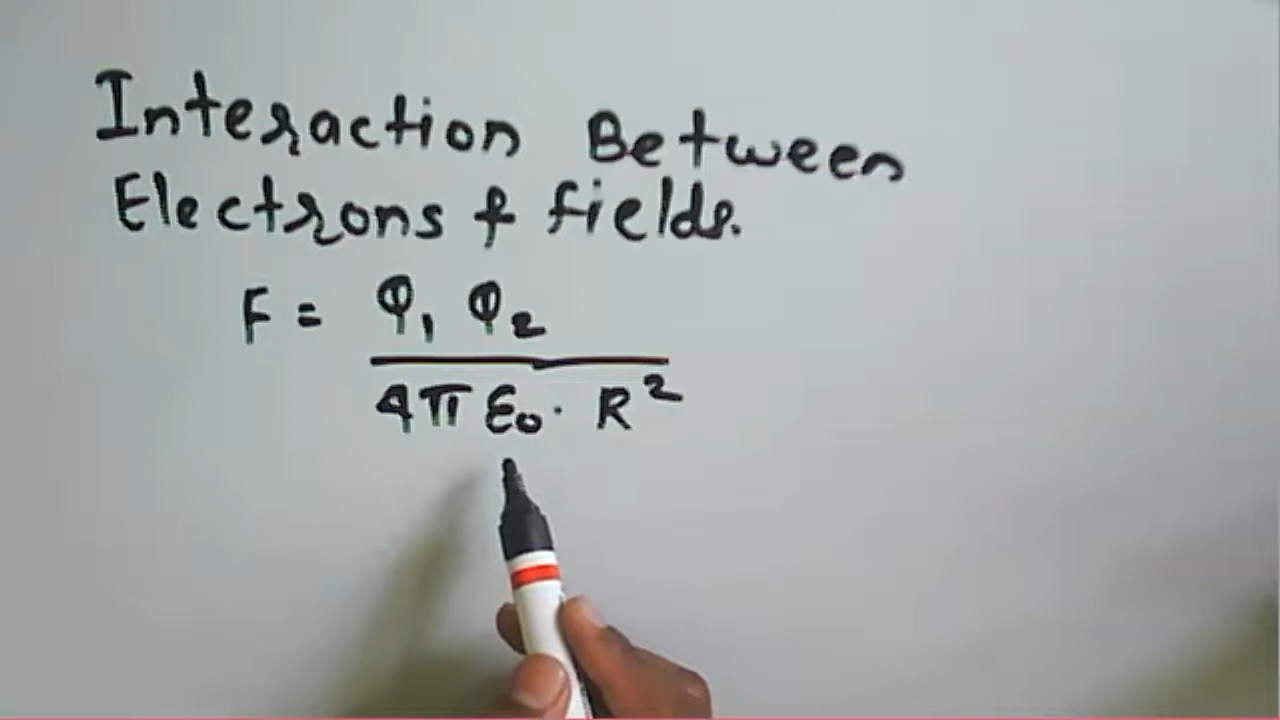 Interaction Between
Electrons & fields.
F = Q₁ Q₂
4π ε₀ · R²